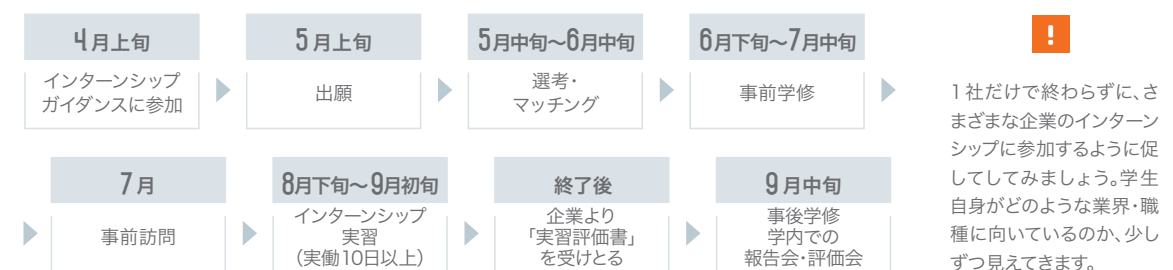 4月上旬
インターンシップ
ガイダンスに参加
5月上旬
出願
5月中旬〜6月中旬
選考・
マッチング
6月下旬〜7月中旬
事前学修
7月
事前訪問
8月下旬〜9月初旬
インターンシップ
実習
（実働10日以上）
終了後
企業より
「実習評価書」
を受けとる
9月中旬
事後学修
学内での
報告会・評価会
!
1社だけで終わらずに、さ
まざまな企業のインターン
シップに参加するように促
してしてみましょう。学生
自身がどのような業界・職
種に向いているのか、少し
ずつ見えてきます。